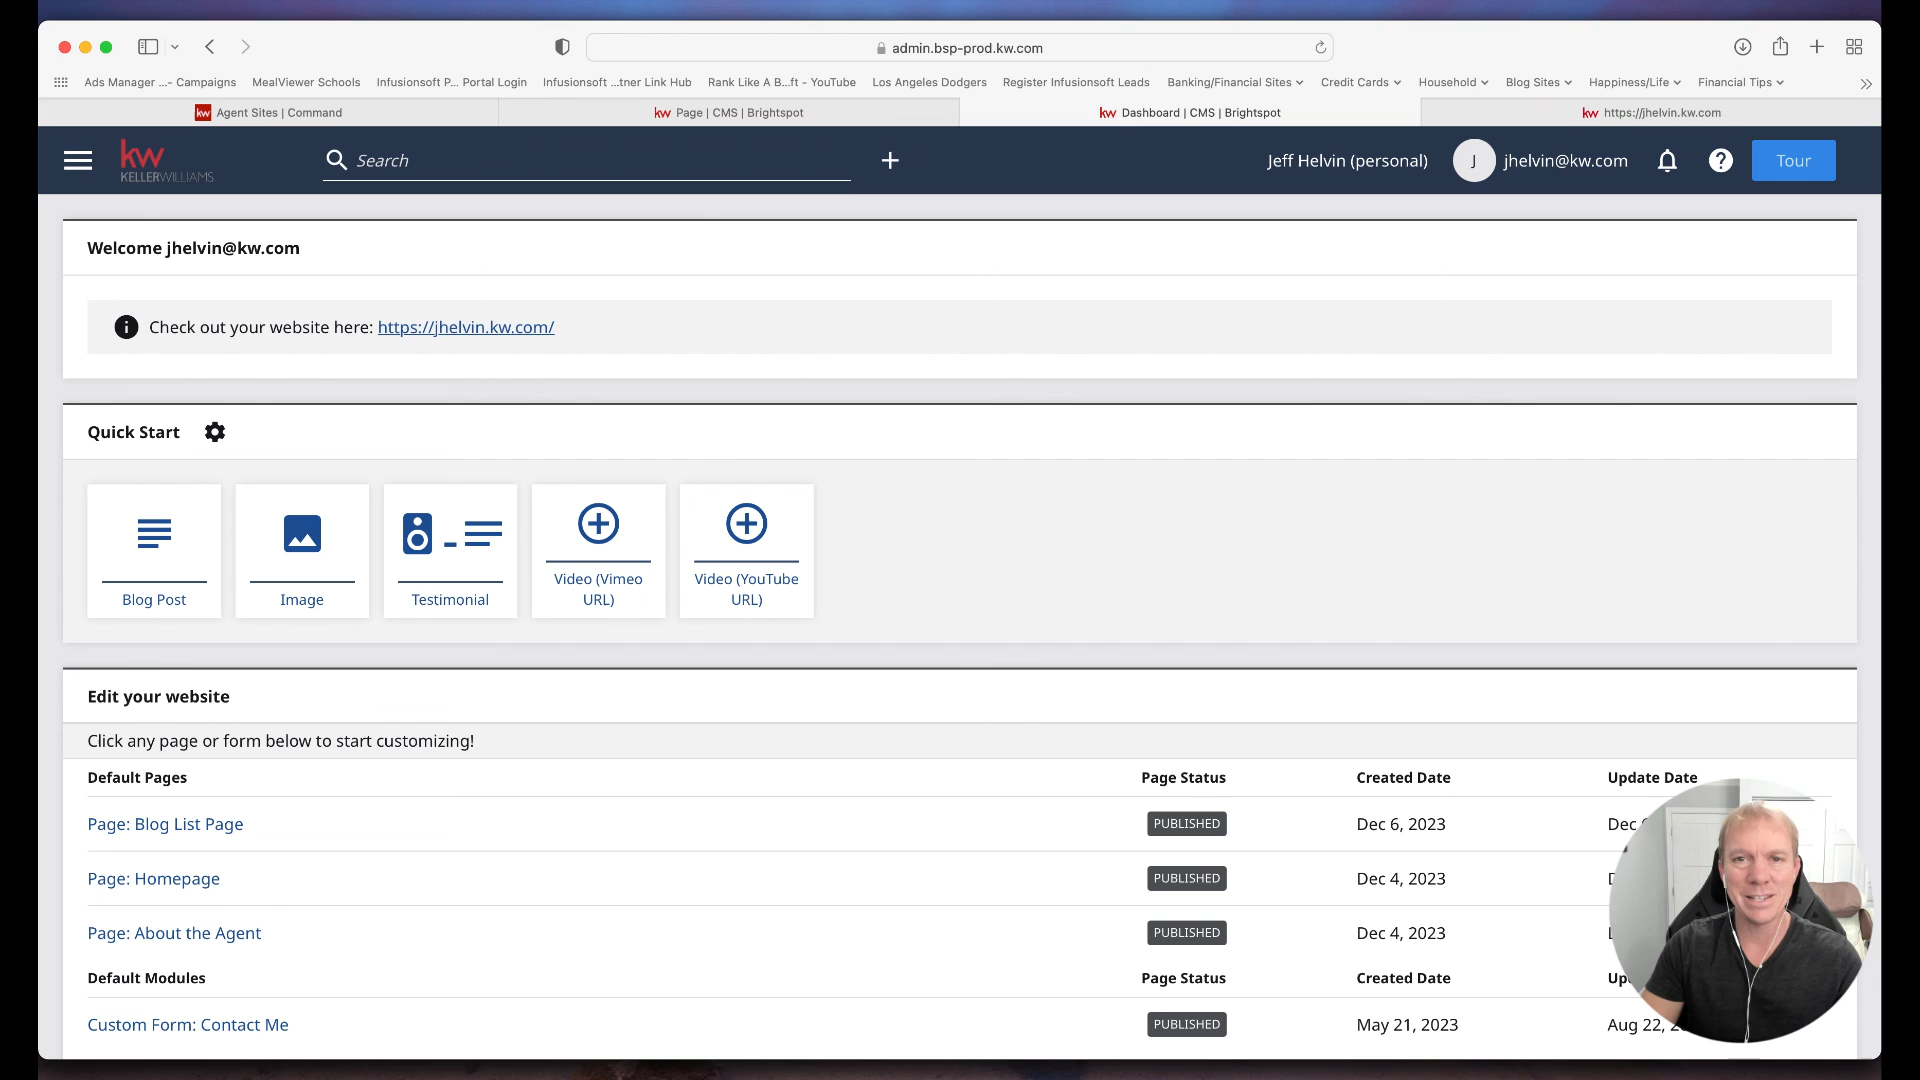 admin.bsp-prod.kw.com
Ads Manager ...- Campaigns MealViewer Schools Infusionsoft P... Portal Login Infusionsoft ...tner Link Hub Rank Like A B...ft - YouTube Los Angeles Dodgers Register Infusionsoft Leads Banking/Financial Sites Credit Cards Household Blog Sites Happiness/Life Financial Tips
kw Agent Sites | Command kw Page | CMS | Brightspot kw Dashboard | CMS | Brightspot kw https://jhelvin.kw.com
kw
KELLERWILLIAMS
Search
Jeff Helvin (personal) J jhelvin@kw.com Tour
Welcome jhelvin@kw.com
Check out your website here: https://jhelvin.kw.com/
Quick Start
Blog Post
Image
Testimonial
Video (Vimeo
URL)
Video (YouTube
URL)
Edit your website
Click any page or form below to start customizing!
Default Pages Page Status Created Date Update Date
Page: Blog List Page PUBLISHED Dec 6, 2023 Dec
Page: Homepage PUBLISHED Dec 4, 2023
Page: About the Agent PUBLISHED Dec 4, 2023
Default Modules Page Status Created Date
Custom Form: Contact Me PUBLISHED May 21, 2023 Aug 22,